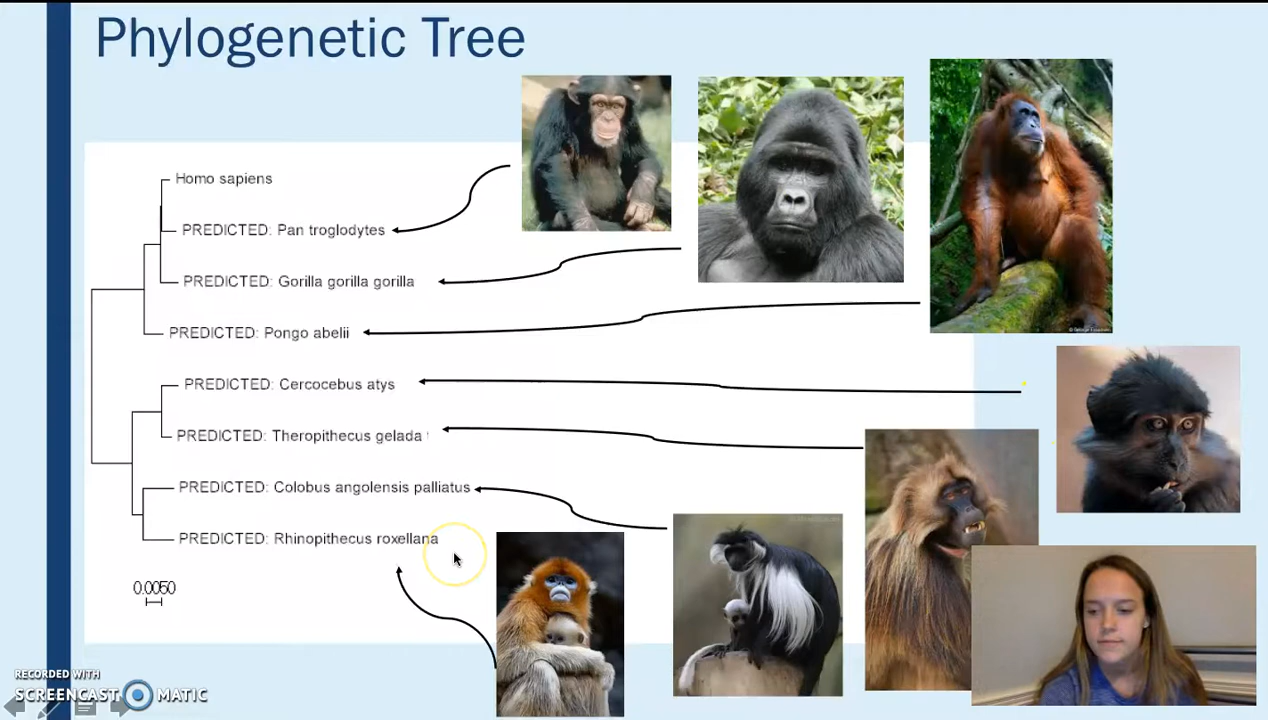 Phylogenetic Tree
Homo sapiens
PREDICTED: Pan troglodytes
PREDICTED: Gorilla gorilla gorilla
PREDICTED: Pongo abelii
PREDICTED: Cercocebus atys
PREDICTED: Theropithecus gelada
PREDICTED: Colobus angolensis palliatus
PREDICTED: Rhinopithecus roxellana
0.0050
RECORDED WITH
SCREENCAST MATIC